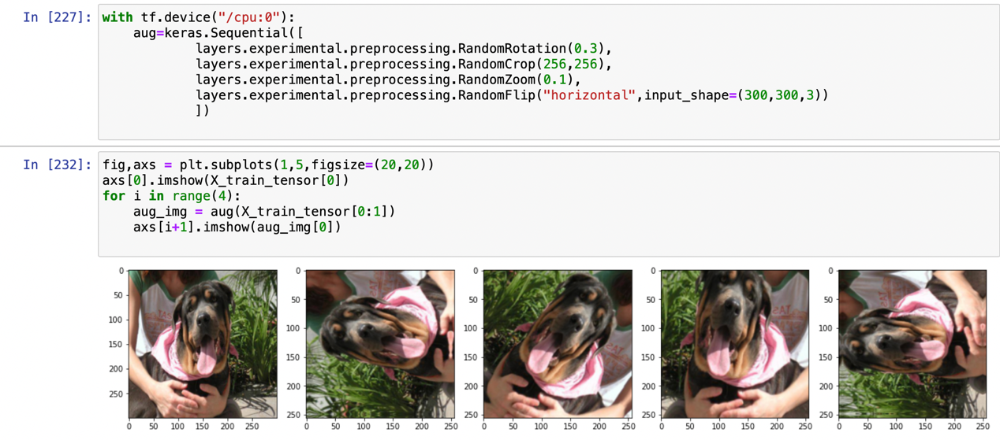 In [227]: with tf.device("/cpu:0"):
aug=keras.Sequential([
layers.experimental.preprocessing.RandomRotation(0.3),
layers.experimental.preprocessing.RandomCrop(256,256),
layers.experimental.preprocessing.RandomZoom(0.1),
layers.experimental.preprocessing.RandomFlip("horizontal",input_shape=(300,300,3))
])
In [232]: fig,axs = plt.subplots(1,5,figsize=(20,20))
axs[0].imshow(X_train_tensor[0])
for i in range(4):
aug_img = aug(X_train_tensor[0:1])
axs[i+1].imshow(aug_img[0])
0 0 0 0 0
50 50 50 50 50
100 100 100 100 100
150 150 150 150 150
200 200 200 200 200
250 250 250 250 250
0 50 100 150 200 250 0 50 100 150 200 250 0 50 100 150 200 250 0 50 100 150 200 250 0 50 100 150 200 250